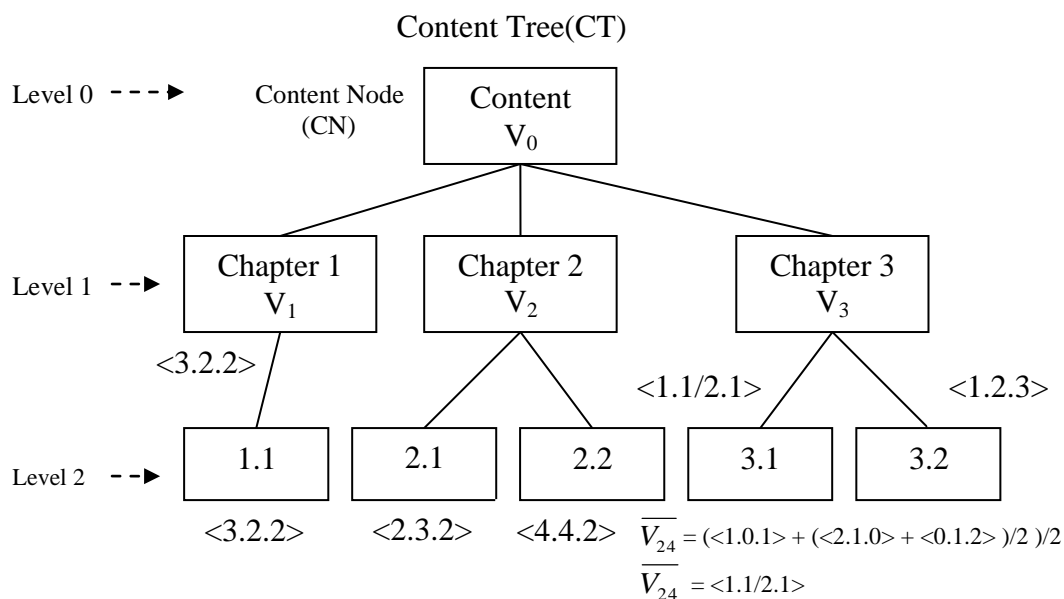 Content Tree(CT)
Level 0
Content Node
(CN)
Content
V0
Level 1
Chapter 1
V1
Chapter 2
V2
Chapter 3
V3
<3.2.2>
<1.1/2.1>
<1.2.3>
Level 2
1.1
2.1
2.2
3.1
3.2
<3.2.2>
<2.3.2>
<4.4.2>
V24 = (<1.0.1> + (<2.1.0> + <0.1.2> )/2 )/2
V24 = <1.1/2.1>